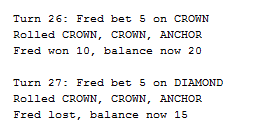 Turn 26: Fred bet 5 on CROWN
Rolled CROWN, CROWN, ANCHOR
Fred won 10, balance now 20
Turn 27: Fred bet 5 on DIAMOND
Rolled CROWN, CROWN, ANCHOR
Fred lost, balance now 15